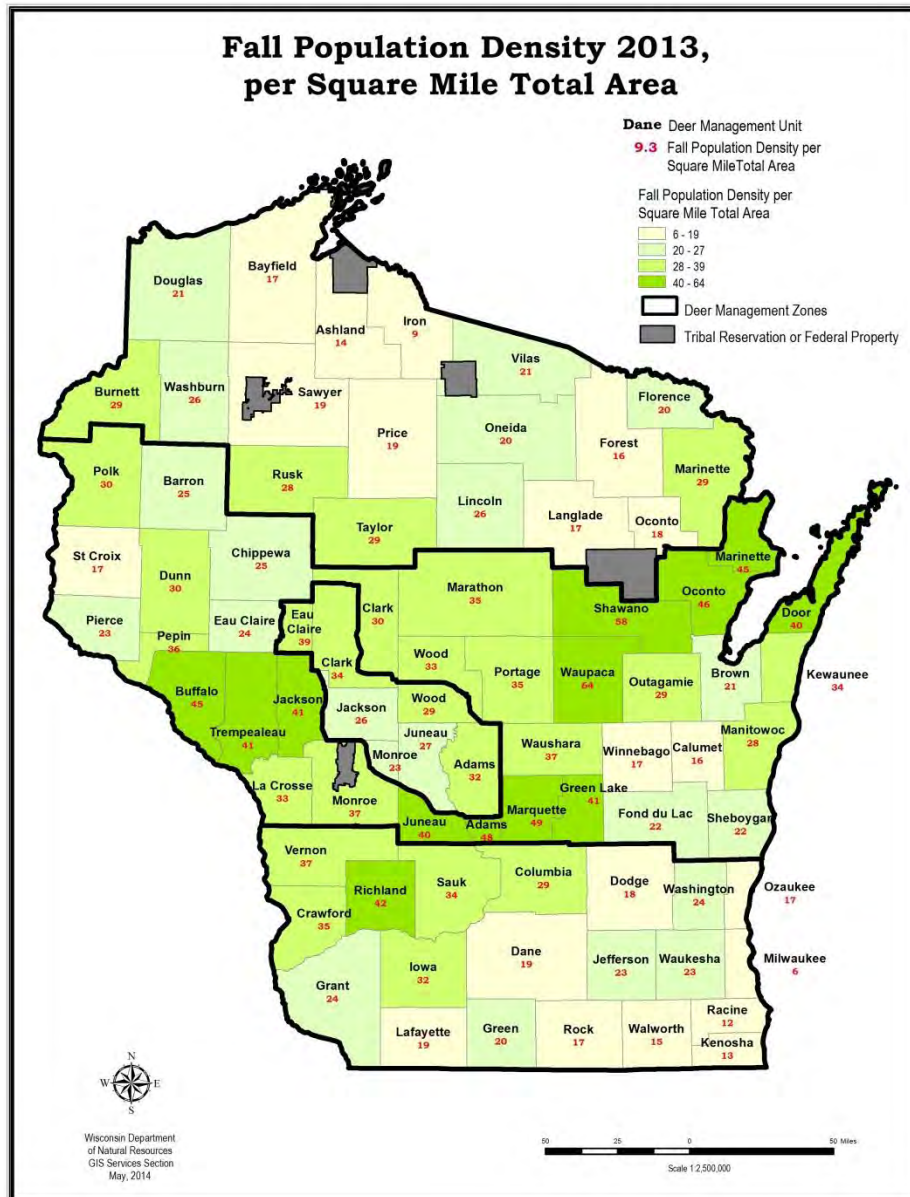 Fall Population Density 2013,
per Square Mile Total Area
Dane Deer Management Unit
9.3 Fall Population Density per
Square MileTotal Area
Fall Population Density per
Square Mile Total Area
6 - 19
20 - 27
28 - 39
40 - 64
Deer Management Zones
Tribal Reservation or Federal Property
Douglas
21
Bayfield
17
Ashland
14
Iron
9
Vilas
21
Burnett
29
Washburn
26
Sawyer
19
Florence
20
Price
19
Oneida
20
Forest
16
Marinette
29
Polk
30
Barron
25
Rusk
28
Lincoln
26
Langlade
17
Oconto
18
Taylor
29
St Croix
17
Dunn
30
Chippewa
25
Marinette
45
Marathon
35
Oconto
46
Shawano
58
Door
40
Pierce
23
Eau Claire
24
Eau
Claire
39
Clark
30
Pepin
36
Clark
34
Wood
33
Portage
35
Waupaca
64
Outagamie
29
Brown
21
Kewaunee
34
Buffalo
45
Trempealeau
41
Jackson
41
Jackson
26
Wood
29
Juneau
27
Monroe
23
Adams
32
Waushara
37
Winnebago
17
Calumet
16
Manitowoc
28
La Crosse
33
Monroe
37
Juneau
40
Adams
48
Marquette
49
Green Lake
41
Fond du Lac
22
Sheboygan
22
Vernon
37
Richland
42
Sauk
34
Columbia
29
Dodge
18
Washington
24
Ozaukee
17
Crawford
35
Iowa
32
Dane
19
Jefferson
23
Waukesha
23
Milwaukee
6
Grant
24
Lafayette
19
Green
20
Rock
17
Walworth
15
Racine
12
Kenosha
13
N
W
E
S
Wisconsin Department
of Natural Resources
GIS Services Section
May, 2014
50 25 0 50 Miles
Scale 1:2,500,000